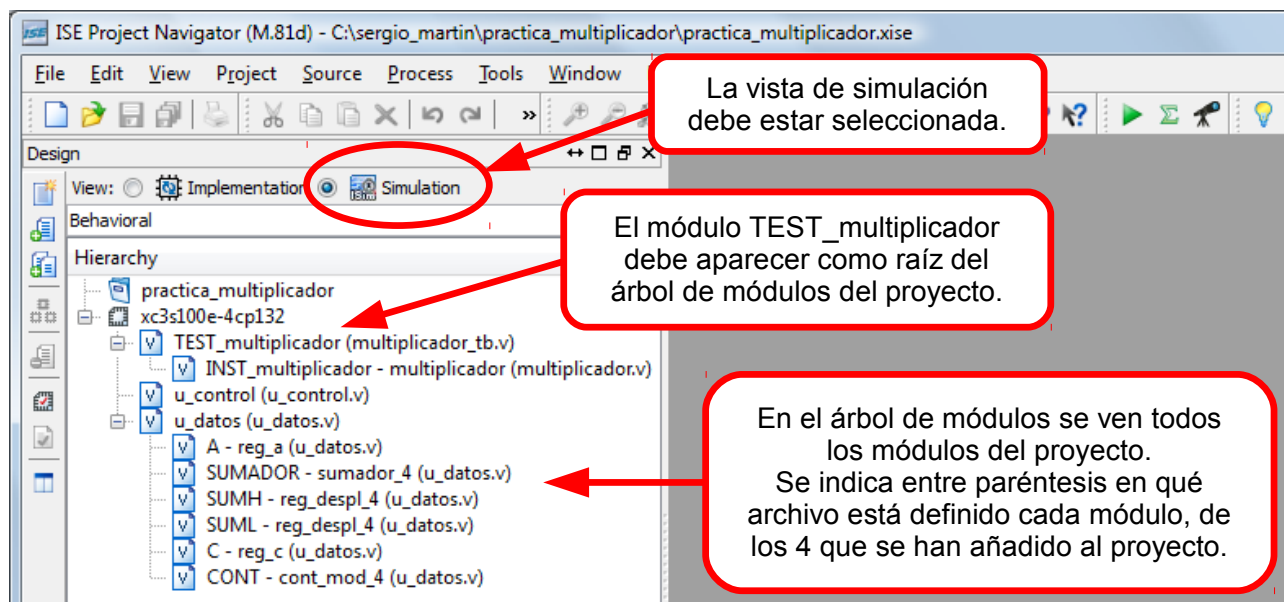 ISE Project Navigator (M.81d) - C:\sergio_martin\practica_multiplicador\practica_multiplicador.xise
File Edit View Project Source Process Tools Window
La vista de simulación
debe estar seleccionada.
Design
View: Implementation Simulation
Behavioral
El módulo TEST_multiplicador
debe aparecer como raíz del
árbol de módulos del proyecto.
Hierarchy
practica_multiplicador
xc3s100e-4cp132
TEST_multiplicador (multiplicador_tb.v)
INST_multiplicador - multiplicador (multiplicador.v)
u_control (u_control.v)
u_datos (u_datos.v)
A - reg_a (u_datos.v)
SUMADOR - sumador_4 (u_datos.v)
SUMH - reg_despl_4 (u_datos.v)
SUML - reg_despl_4 (u_datos.v)
C - reg_c (u_datos.v)
CONT - cont_mod_4 (u_datos.v)
En el árbol de módulos se ven todos
los módulos del proyecto.
Se indica entre paréntesis en qué
archivo está definido cada módulo, de
los 4 que se han añadido al proyecto.